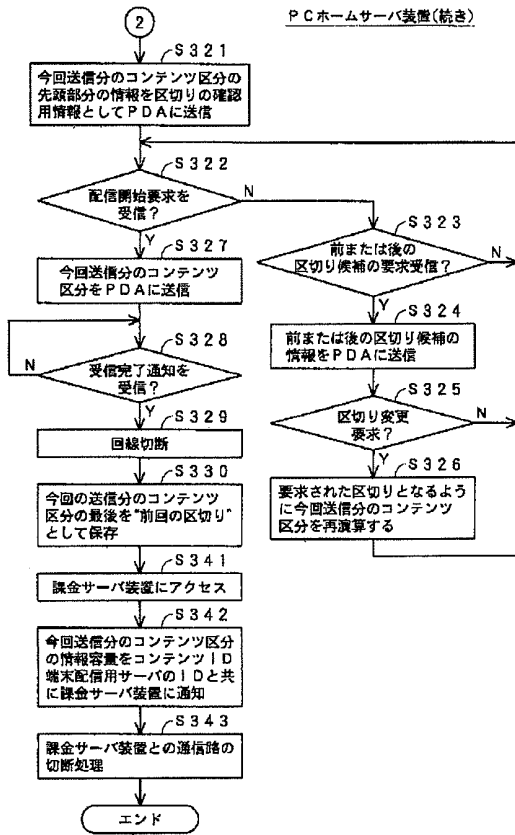 PCホームサーバ装置(続き)
2
S321
今回送信分のコンテンツ区分の
先頭部分の情報を区切りの確認
用情報としてPDAに送信
S322
配信開始要求を
受信？
N
Y
S323
前または後の
区切り候補の要求受信？
N
Y
S327
今回送信分のコンテンツ
区分をPDAに送信
S324
前または後の区切り候補の
情報をPDAに送信
S328
受信完了通知を
受信？
N
Y
S325
区切り変更
要求？
N
Y
S329
回線切断
S326
要求された区切りとなるように
今回送信分のコンテンツ
区分を再演算する
S330
今回の送信分のコンテンツ
区分の最後を“前回の区切り”
として保存
S341
課金サーバ装置にアクセス
S342
今回送信分のコンテンツ区分
の情報容量をコンテンツID
端末配信用サーバのIDと共
に課金サーバ装置に通知
S343
課金サーバ装置との通信路の
切断処理
エンド